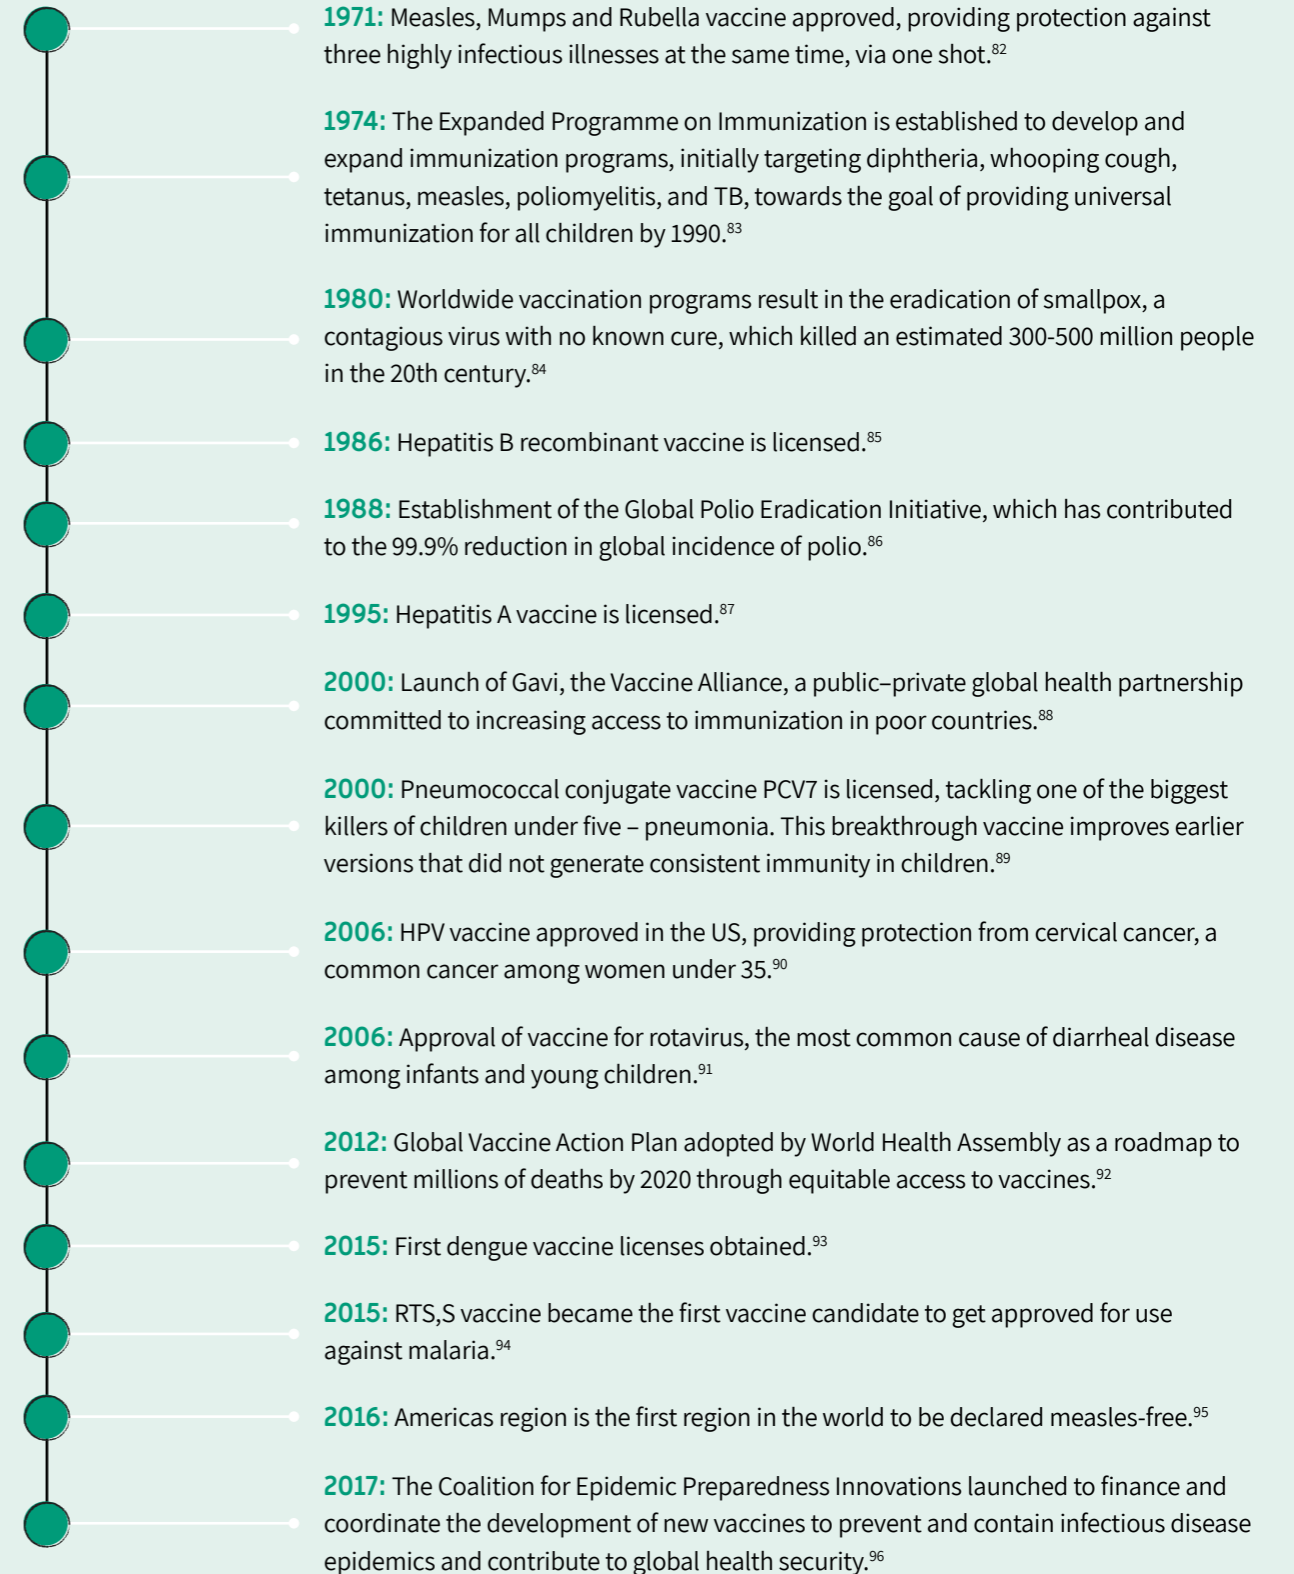 1971: Measles, Mumps and Rubella vaccine approved, providing protection against
three highly infectious illnesses at the same time, via one shot.82
1974: The Expanded Programme on Immunization is established to develop and
expand immunization programs, initially targeting diphtheria, whooping cough,
tetanus, measles, poliomyelitis, and TB, towards the goal of providing universal
immunization for all children by 1990.83
1980: Worldwide vaccination programs result in the eradication of smallpox, a
contagious virus with no known cure, which killed an estimated 300-500 million people
in the 20th century.84
1986: Hepatitis B recombinant vaccine is licensed.85
1988: Establishment of the Global Polio Eradication Initiative, which has contributed
to the 99.9% reduction in global incidence of polio.86
1995: Hepatitis A vaccine is licensed.87
2000: Launch of Gavi, the Vaccine Alliance, a public–private global health partnership
committed to increasing access to immunization in poor countries.88
2000: Pneumococcal conjugate vaccine PCV7 is licensed, tackling one of the biggest
killers of children under five – pneumonia. This breakthrough vaccine improves earlier
versions that did not generate consistent immunity in children.89
2006: HPV vaccine approved in the US, providing protection from cervical cancer, a
common cancer among women under 35.90
2006: Approval of vaccine for rotavirus, the most common cause of diarrheal disease
among infants and young children.91
2012: Global Vaccine Action Plan adopted by World Health Assembly as a roadmap to
prevent millions of deaths by 2020 through equitable access to vaccines.92
2015: First dengue vaccine licenses obtained.93
2015: RTS,S vaccine became the first vaccine candidate to get approved for use
against malaria.94
2016: Americas region is the first region in the world to be declared measles-free.95
2017: The Coalition for Epidemic Preparedness Innovations launched to finance and
coordinate the development of new vaccines to prevent and contain infectious disease
epidemics and contribute to global health security.96